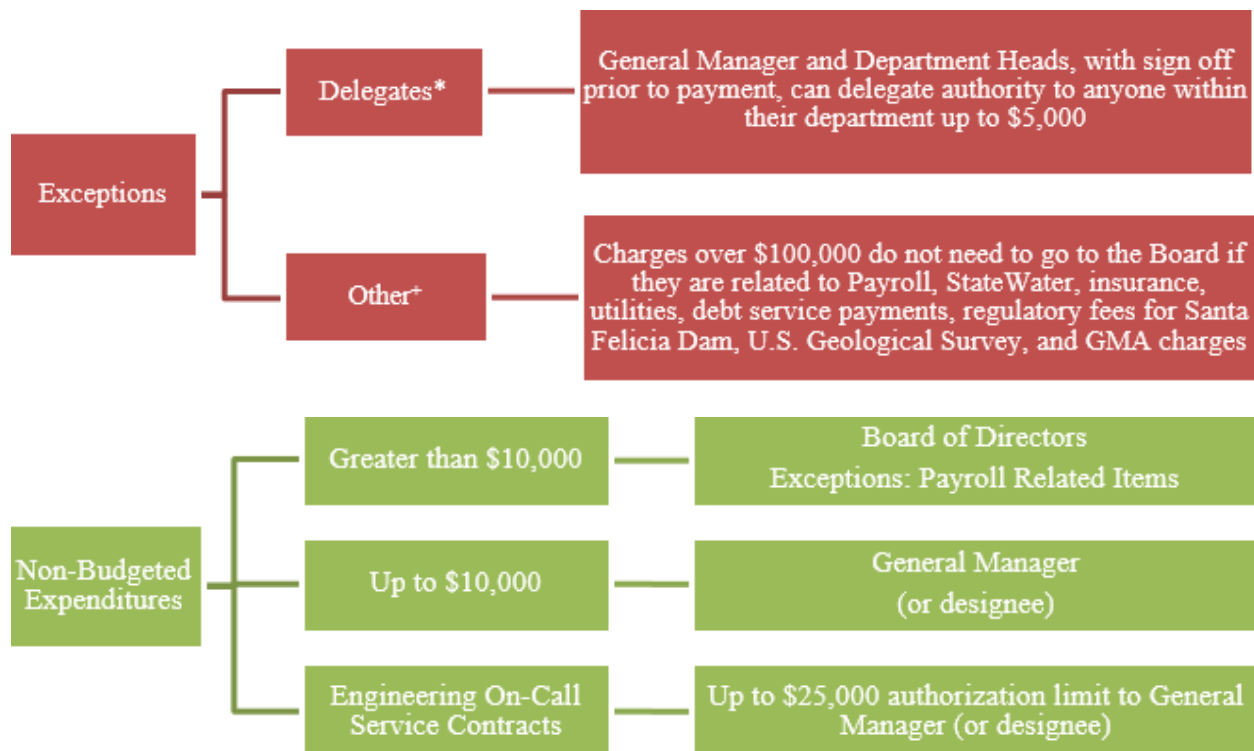 Exceptions
Delegates*
General Manager and Department Heads, with sign off
prior to payment, can delegate authority to anyone within
their department up to $5,000
Other+
Charges over $100,000 do not need to go to the Board if
they are related to Payroll, StateWater, insurance,
utilities, debt service payments, regulatory fees for Santa
Felicia Dam, U.S. Geological Survey, and GMA charges
Non-Budgeted
Expenditures
Greater than $10,000
Board of Directors
Exceptions: Payroll Related Items
Up to $10,000
General Manager
(or designee)
Engineering On-Call
Service Contracts
Up to $25,000 authorization limit to General
Manager (or designee)